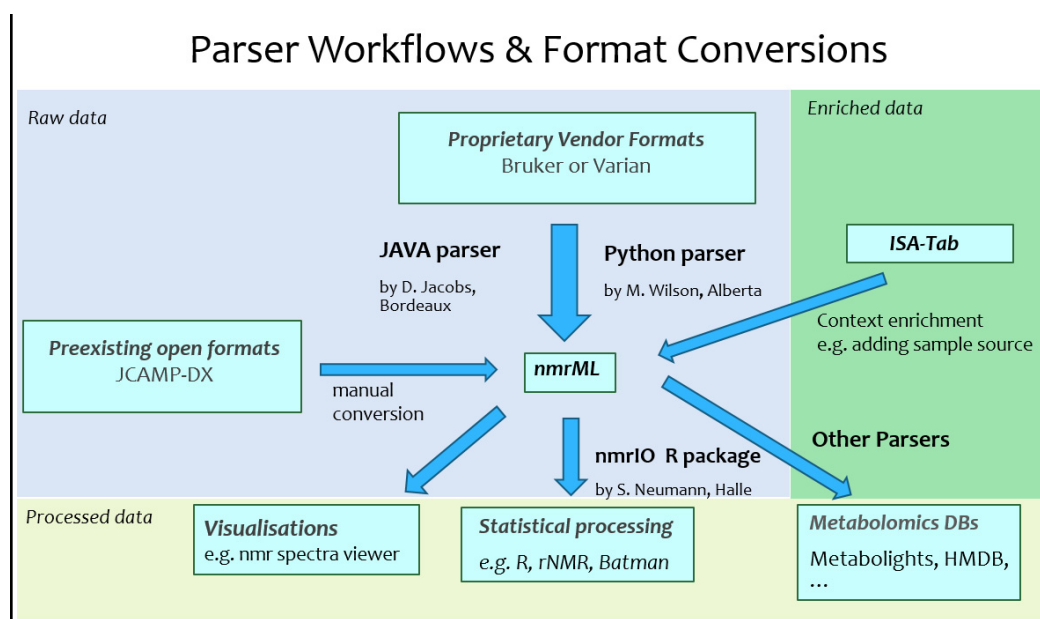 Parser Workflows & Format Conversions
Raw data
Enriched data
Proprietary Vendor Formats
Bruker or Varian
JAVA parser
by D. Jacobs,
Bordeaux
Python parser
by M. Wilson, Alberta
ISA-Tab
Context enrichment
e.g. adding sample source
Preexisting open formats
JCAMP-DX
manual
conversion
nmrML
nmrIO R package
by S. Neumann, Halle
Other Parsers
Processed data
Visualisations
e.g. nmr spectra viewer
Statistical processing
e.g. R, rNMR, Batman
Metabolomics DBs
Metabolights, HMDB,
...